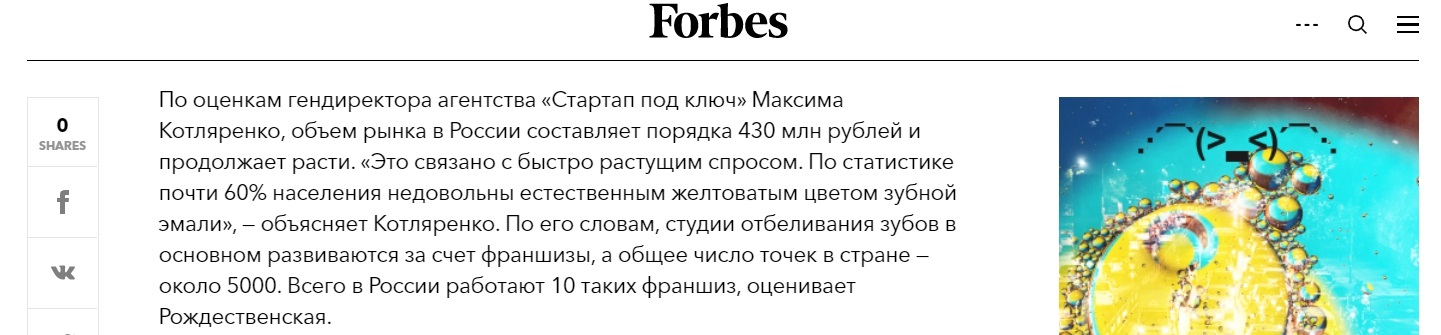 Forbes
0
SHARES
По оценкам гендиректора агентства «Стартап под ключ» Максима
Котляренко, объем рынка в России составляет порядка 430 млн рублей и
продолжает расти. «Это связано с быстро растущим спросом. По статистике
почти 60% населения недовольны естественным желтоватым цветом зубной
эмали», – объясняет Котляренко. По его словам, студии отбеливания зубов в
основном развиваются за счет франшизы, а общее число точек в стране –
около 5000. Всего в России работают 10 таких франшиз, оценивает
Рождественская.